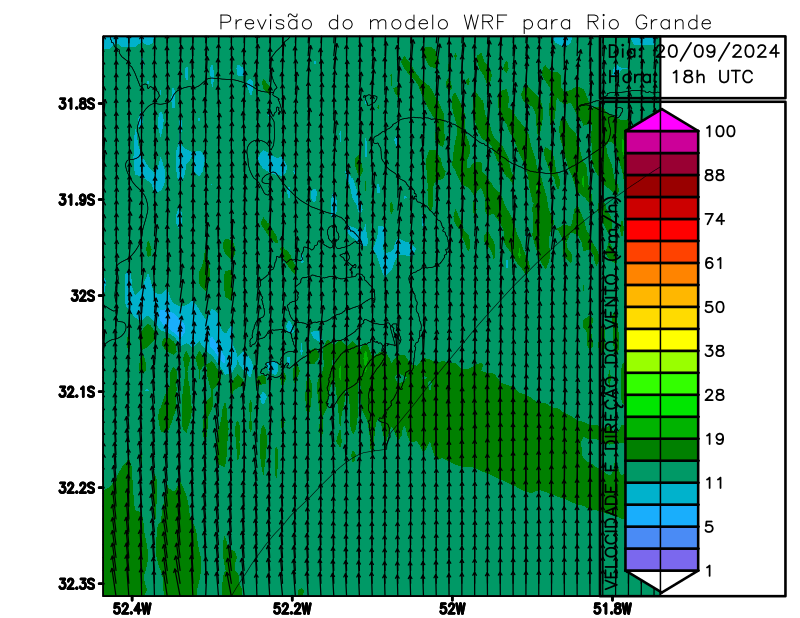 Previsão do modelo WRF para Rio Grande
Dia: 20/09/2024
Hora: 18h UTC
31.8S
31.9S
32S
32.1S
32.2S
32.3S
52.4W
52.2W
52W
51.8W
VELOCIDADE E DIREÇÃO DO VENTO (km/h)
100
88
74
61
50
38
28
19
11
5
1